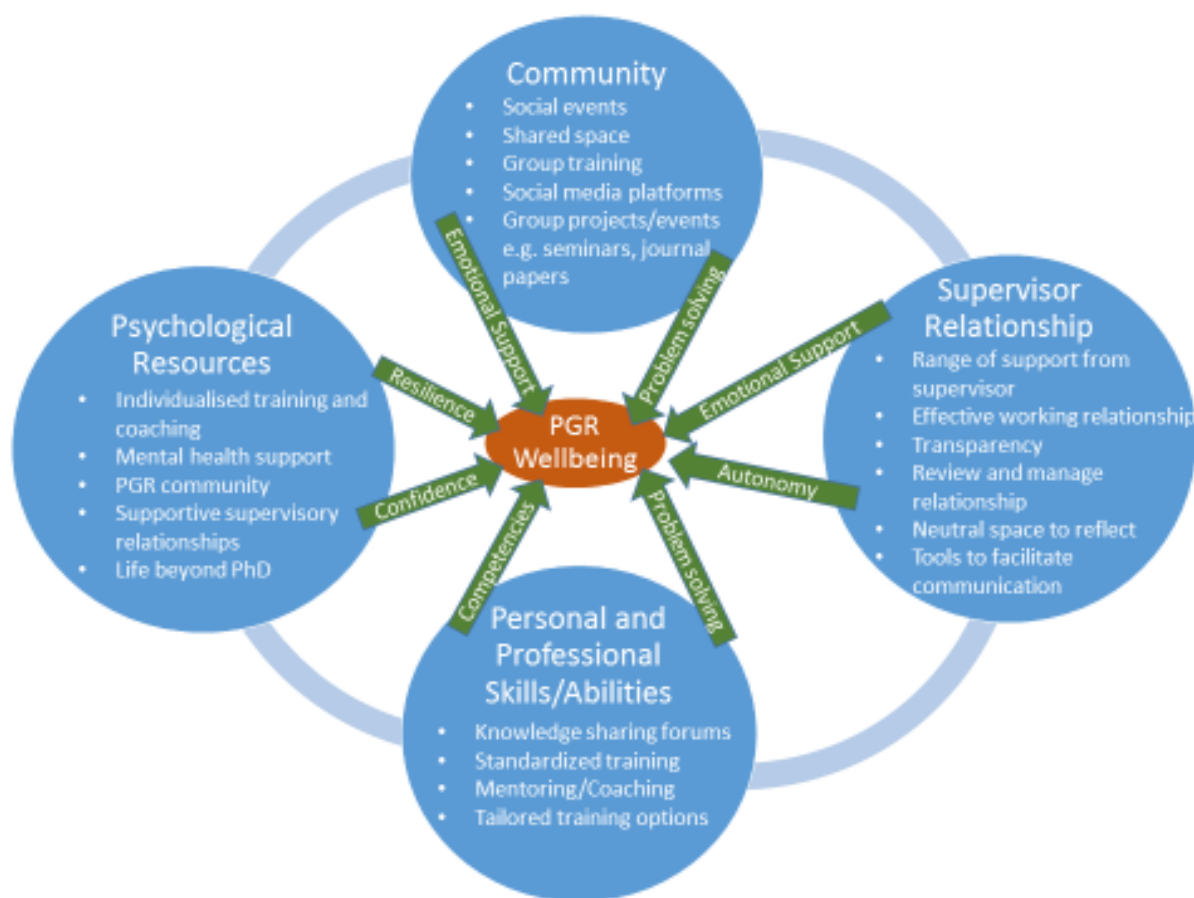 Community
• Social events
• Shared space
• Group training
• Social media platforms
• Group projects/events
e.g. seminars, journal
papers
Emotional Support
Problem solving
Psychological
Resources
• Individualised training and
coaching
• Mental health support
• PGR community
• Supportive supervisory
relationships
• Life beyond PhD
Resilience
Confidence
PGR
Wellbeing
Supervisor
Relationship
• Range of support from
supervisor
• Effective working relationship
• Transparency
• Review and manage
relationship
• Neutral space to reflect
• Tools to facilitate
communication
Emotional Support
Autonomy
Competencies
Problem solving
Personal and
Professional
Skills/Abilities
• Knowledge sharing forums
• Standardized training
• Mentoring/Coaching
• Tailored training options